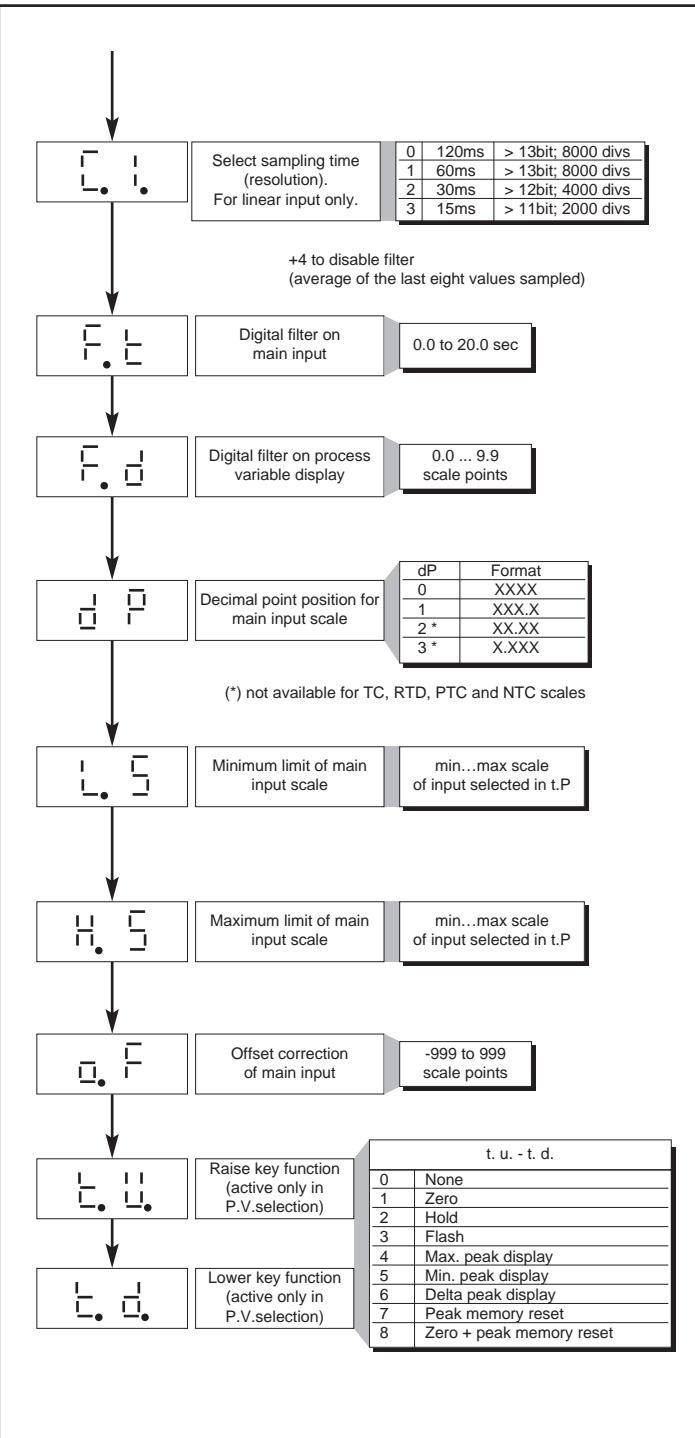 C. I.
Select sampling time
(resolution).
For linear input only.
0 120ms > 13bit; 8000 divs
1 60ms > 13bit; 8000 divs
2 30ms > 12bit; 4000 divs
3 15ms > 11bit; 2000 divs
+4 to disable filter
(average of the last eight values sampled)
F.t
Digital filter on
main input
0.0 to 20.0 sec
F.d
Digital filter on process
variable display
0.0 ... 9.9
scale points
d P
Decimal point position for
main input scale
dP Format
0 XXXX
1 XXX.X
2 * XX.XX
3 * X.XXX
(*) not available for TC, RTD, PTC and NTC scales
L. S
Minimum limit of main
input scale
min...max scale
of input selected in t.P
H. S
Maximum limit of main
input scale
min...max scale
of input selected in t.P
o. F
Offset correction
of main input
-999 to 999
scale points
t. U.
Raise key function
(active only in
P.V.selection)
t. d.
Lower key function
(active only in
P.V.selection)
t. u. - t. d.
0 None
1 Zero
2 Hold
3 Flash
4 Max. peak display
5 Min. peak display
6 Delta peak display
7 Peak memory reset
8 Zero + peak memory reset